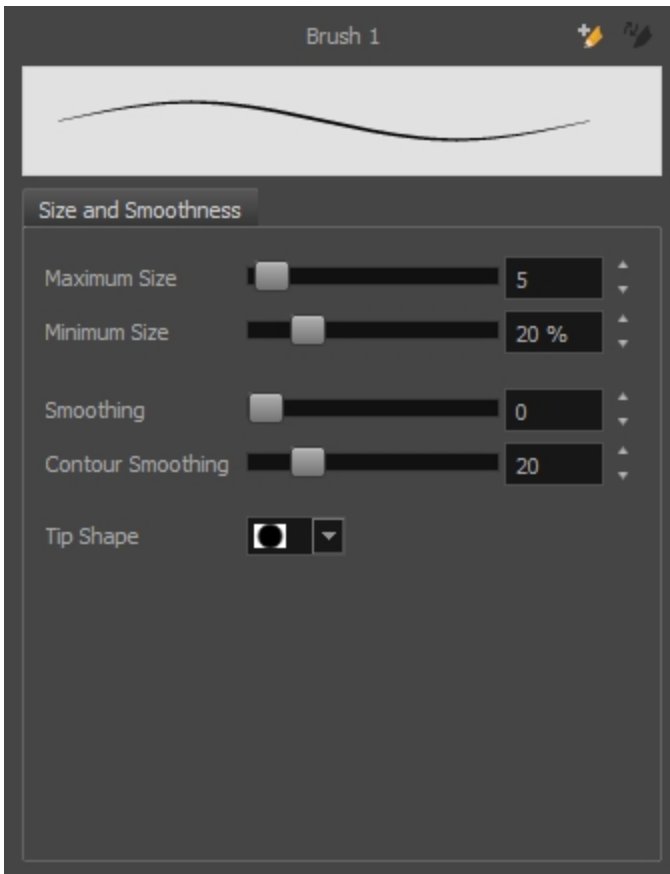 Brush 1
Size and Smoothness
Maximum Size 5
Minimum Size 20 %
Smoothing 0
Contour Smoothing 20
Tip Shape